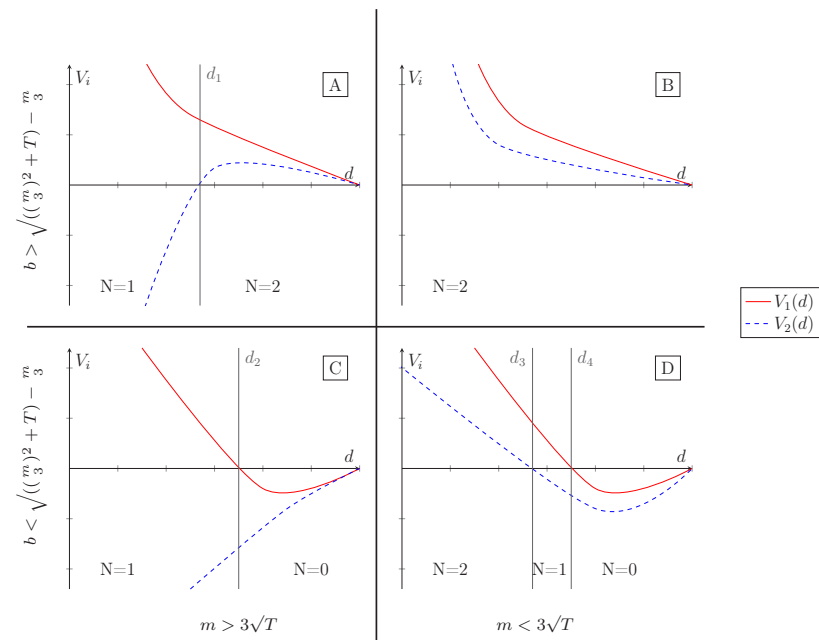 b > √((m/3)² + T) − m/3
V_i
d_1
A
d
N=1
N=2
V_i
B
d
N=2
V_1(d)
V_2(d)
b < √((m/3)² + T) − m/3
V_i
d_2
C
d
N=1
N=0
V_i
d_3
d_4
D
d
N=2
N=1
N=0
m > 3√T
m < 3√T